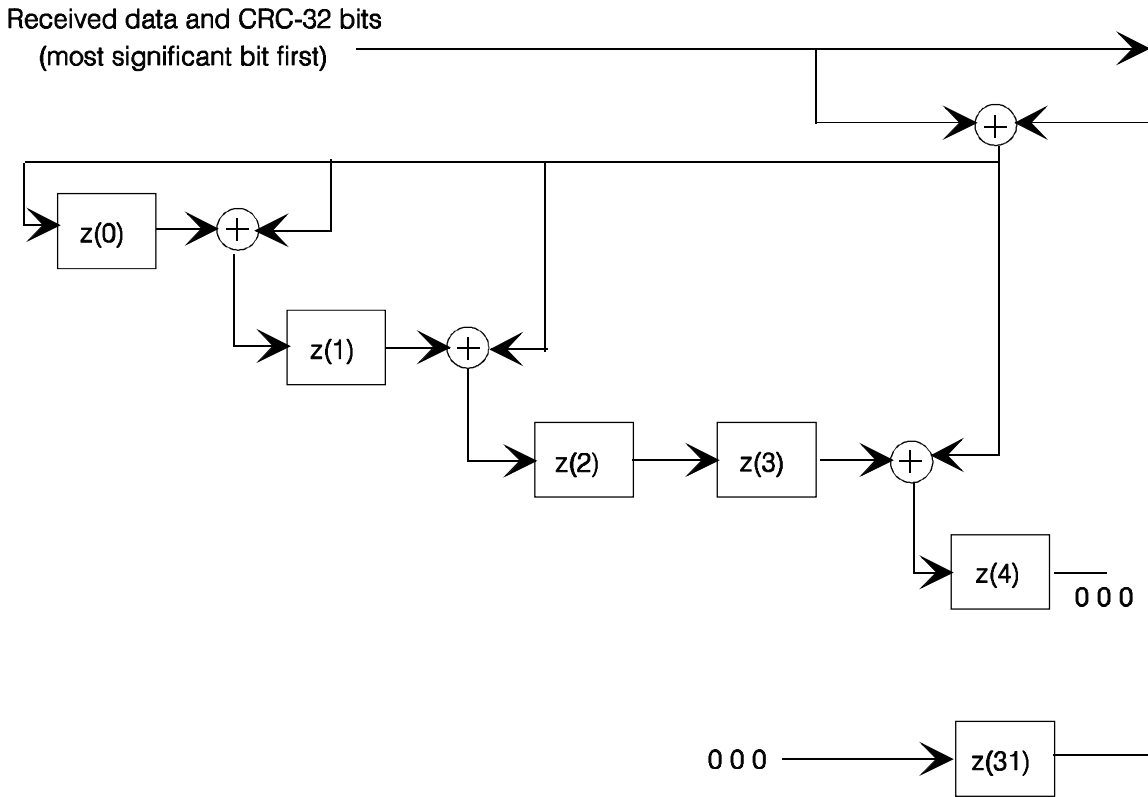 Received data and CRC-32 bits
(most significant bit first)
+
z(0)
+
z(1)
+
z(2)
z(3)
+
z(4)
0 0 0
0 0 0
z(31)